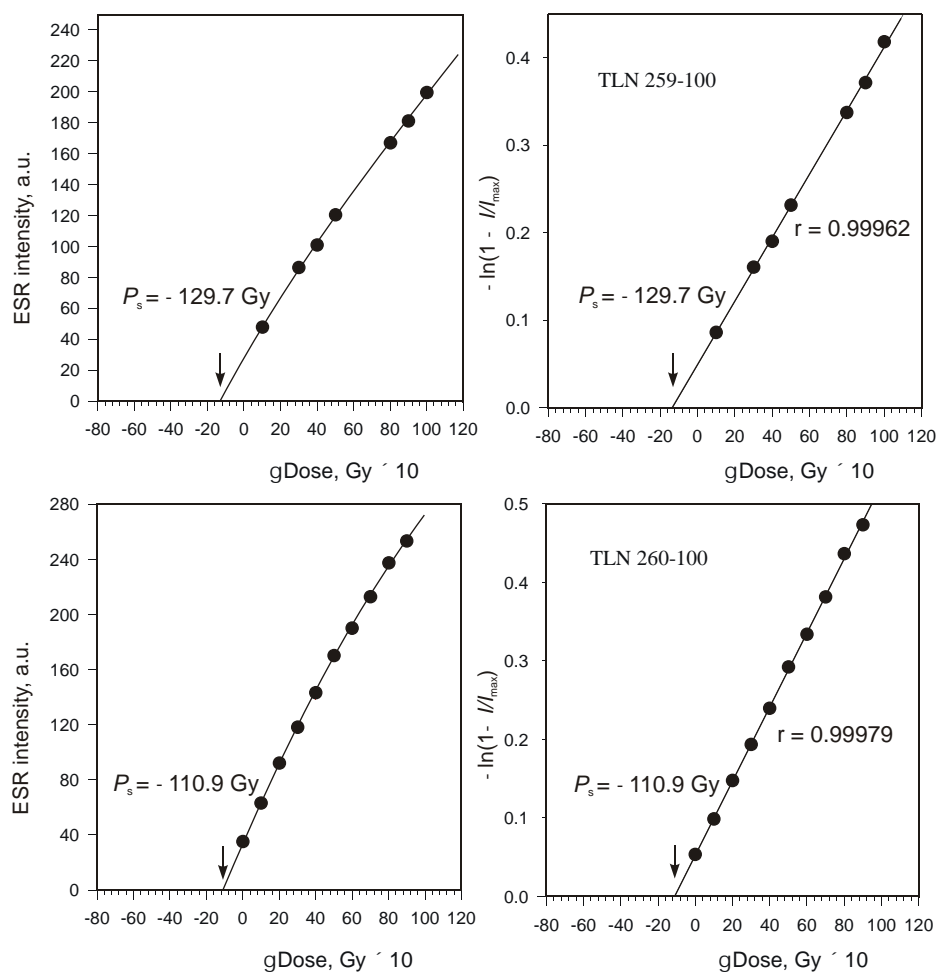 240
220
200
180
160
140
120
100
80
60
40
20
0
ESR intensity, a.u.
Ps = - 129.7 Gy
-80 -60 -40 -20 0 20 40 60 80 100 120
gDose, Gy ´ 10
0.4
0.3
0.2
0.1
0.0
- ln(1 - I/Imax)
TLN 259-100
r = 0.99962
Ps = - 129.7 Gy
-80 -60 -40 -20 0 20 40 60 80 100 120
gDose, Gy ´ 10
280
240
200
160
120
80
40
0
ESR intensity, a.u.
Ps = - 110.9 Gy
-80 -60 -40 -20 0 20 40 60 80 100 120
gDose, Gy ´ 10
0.5
0.4
0.3
0.2
0.1
0.0
- ln(1 - I/Imax)
TLN 260-100
r = 0.99979
Ps = - 110.9 Gy
-80 -60 -40 -20 0 20 40 60 80 100 120
gDose, Gy ´ 10